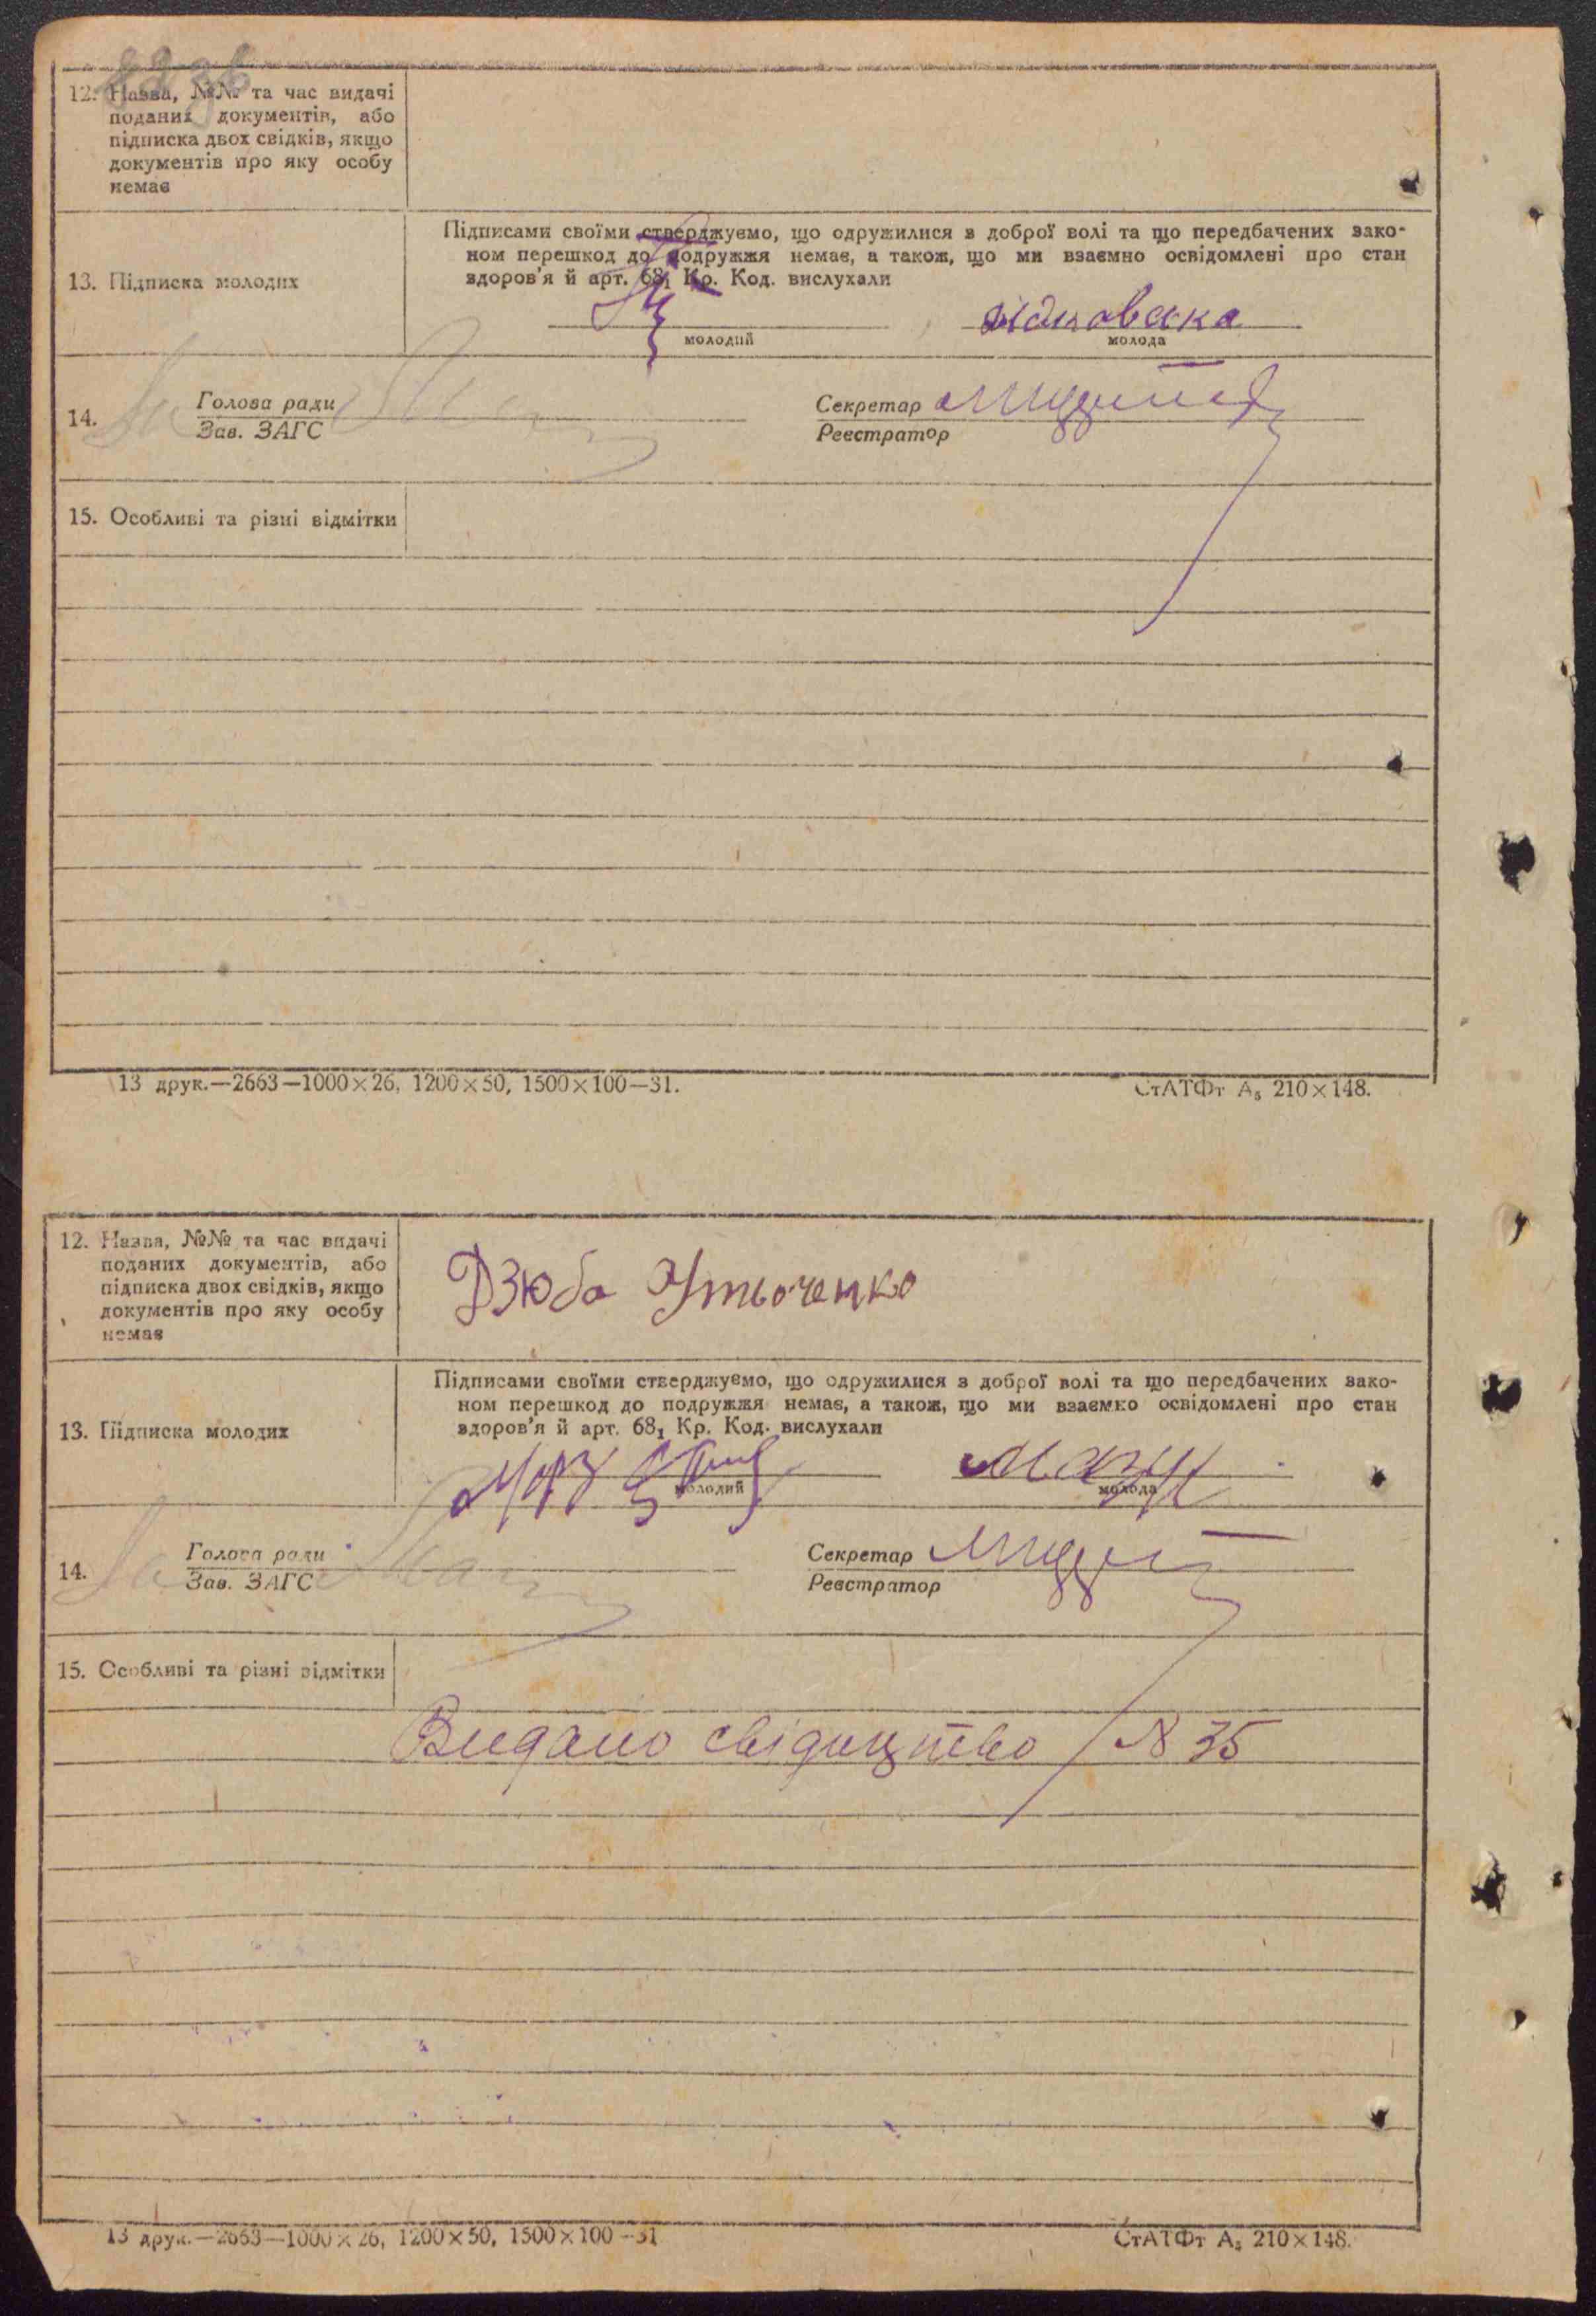 12. Назва, №№ та час видачі
поданих документів, або
підписка двох свідків, якщо
документів про яку особу
немає
13. Підписка молодих
Підписами своїми стверджуємо, що одружилися з доброї волі та що передбачених зако-
ном перешкод до подружжя немає, а також, що ми взаємно освідомлені про стан
здоров'я й арт. 68₁ Кр. Код. вислухали
молодий
молода
14.
Голова ради
Зав. ЗАГС
Секретар
Реєстратор
15. Особливі та різні відмітки
13 друк.—2663—1000×26, 1200×50, 1500×100—31.
СтАТФт А₅ 210×148.
12. Назва, №№ та час видачі
поданих документів, або
підписка двох свідків, якщо
документів про яку особу
немає
Дзюба
13. Підписка молодих
Підписами своїми стверджуємо, що одружилися з доброї волі та що передбачених зако-
ном перешкод до подружжя немає, а також, що ми взаємно освідомлені про стан
здоров'я й арт. 68₁ Кр. Код. вислухали
молодий
молода
14.
Голова ради
Зав. ЗАГС
Секретар
Реєстратор
15. Особливі та різні відмітки
Видано свідицтво № 35
13 друк.—2663—1000×26, 1200×50, 1500×100—31
СтАТФт А₅ 210×148.